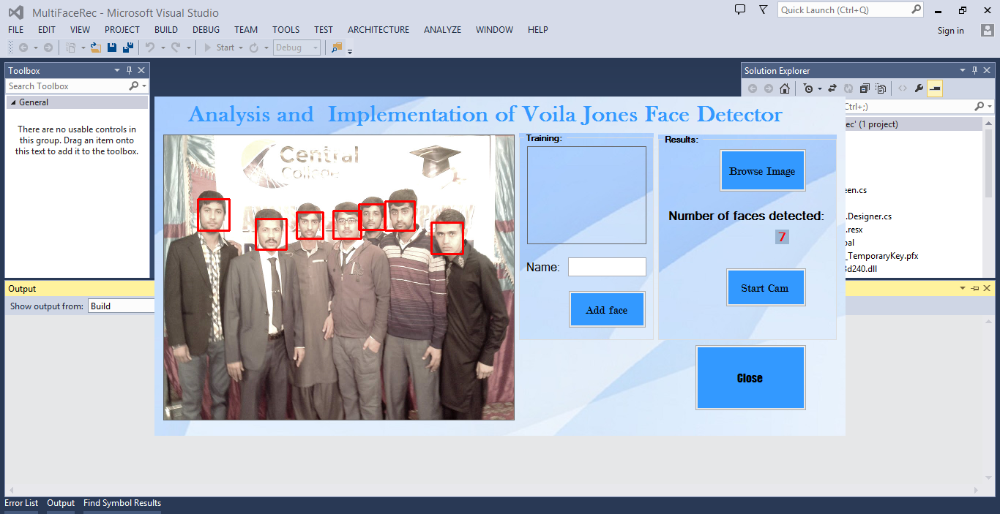 MultiFaceRec - Microsoft Visual Studio
Quick Launch (Ctrl+Q)
FILE EDIT VIEW PROJECT BUILD DEBUG TEAM TOOLS TEST ARCHITECTURE ANALYZE WINDOW HELP
Sign in
Start
Debug
Toolbox
Search Toolbox
General
There are no usable controls in
this group. Drag an item onto
this text to add it to the toolbox.
Solution Explorer
Ctrl+;)
ec' (1 project)
een.cs
.Designer.cs
.resx
pal
_TemporaryKey.pfx
3d240.dll
Analysis and Implementation of Voila Jones Face Detector
Central
College
Training:
Name:
Add face
Results:
Browse Image
Number of faces detected:
7
Start Cam
Close
Output
Show output from: Build
Error List Output Find Symbol Results